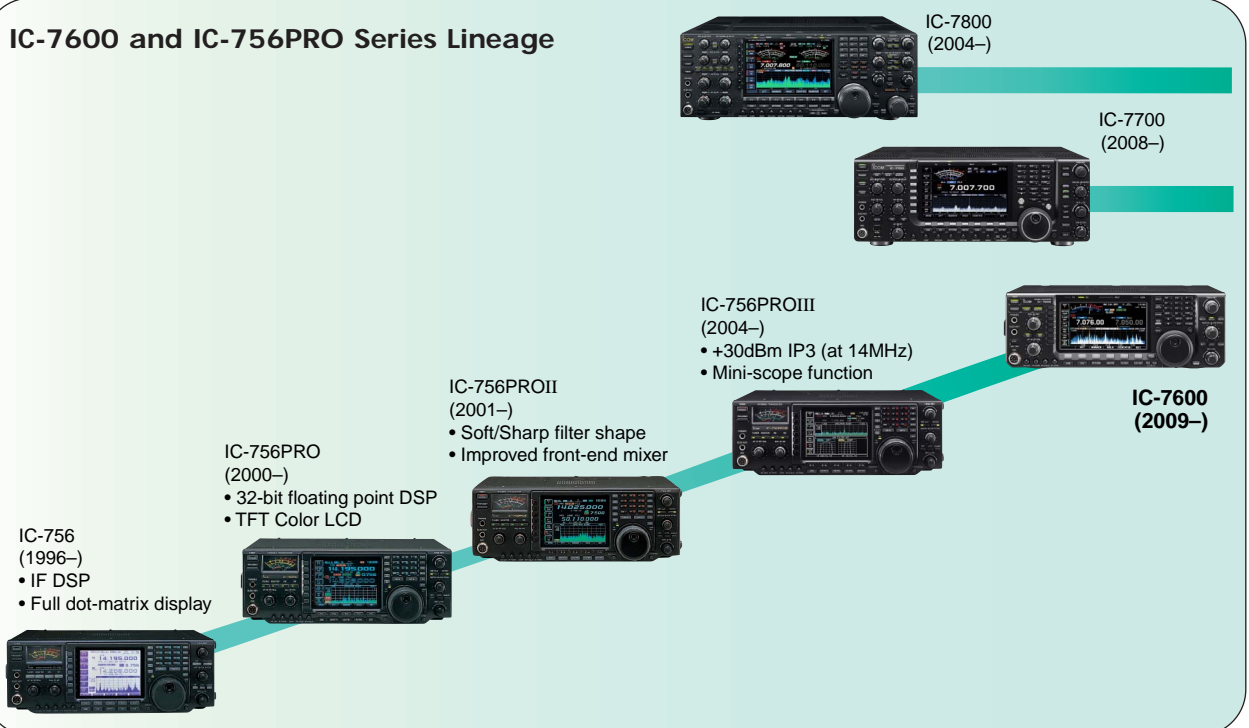 IC-7600 and IC-756PRO Series Lineage
IC-7800
(2004–)
IC-7700
(2008–)
IC-7600
(2009–)
IC-756PROIII
(2004–)
• +30dBm IP3 (at 14MHz)
• Mini-scope function
IC-756PROII
(2001–)
• Soft/Sharp filter shape
• Improved front-end mixer
IC-756PRO
(2000–)
• 32-bit floating point DSP
• TFT Color LCD
IC-756
(1996–)
• IF DSP
• Full dot-matrix display
7.007.800
7.007.700
7.076.00 7.050.00
14.025.000
50.110.000
14.195.000
14.195.000